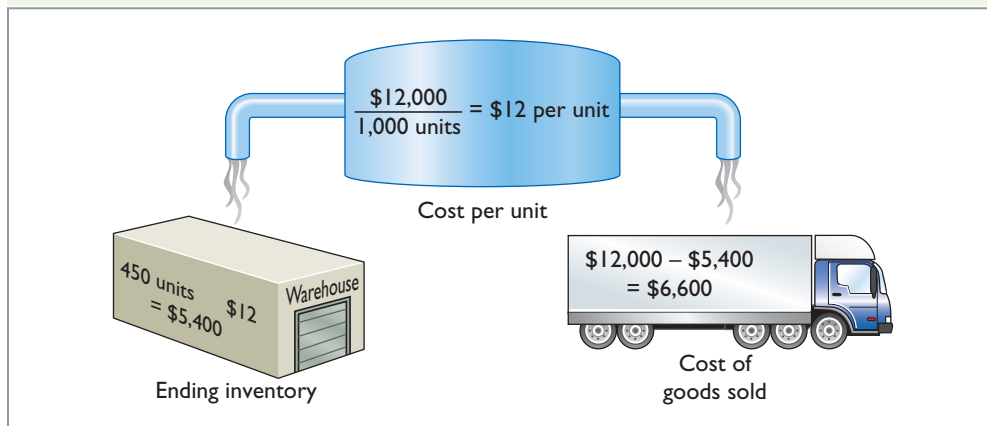 $12,000
1,000 units
= $12 per unit
Cost per unit
450 units $12
= $5,400
Warehouse
Ending inventory
$12,000 – $5,400
= $6,600
Cost of
goods sold